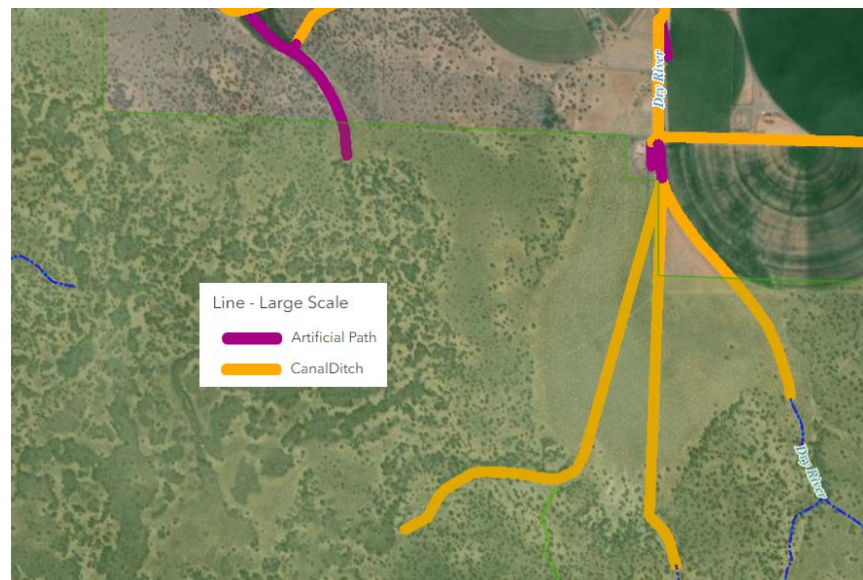 Dry River
Line - Large Scale
Artificial Path
CanalDitch
Dry River